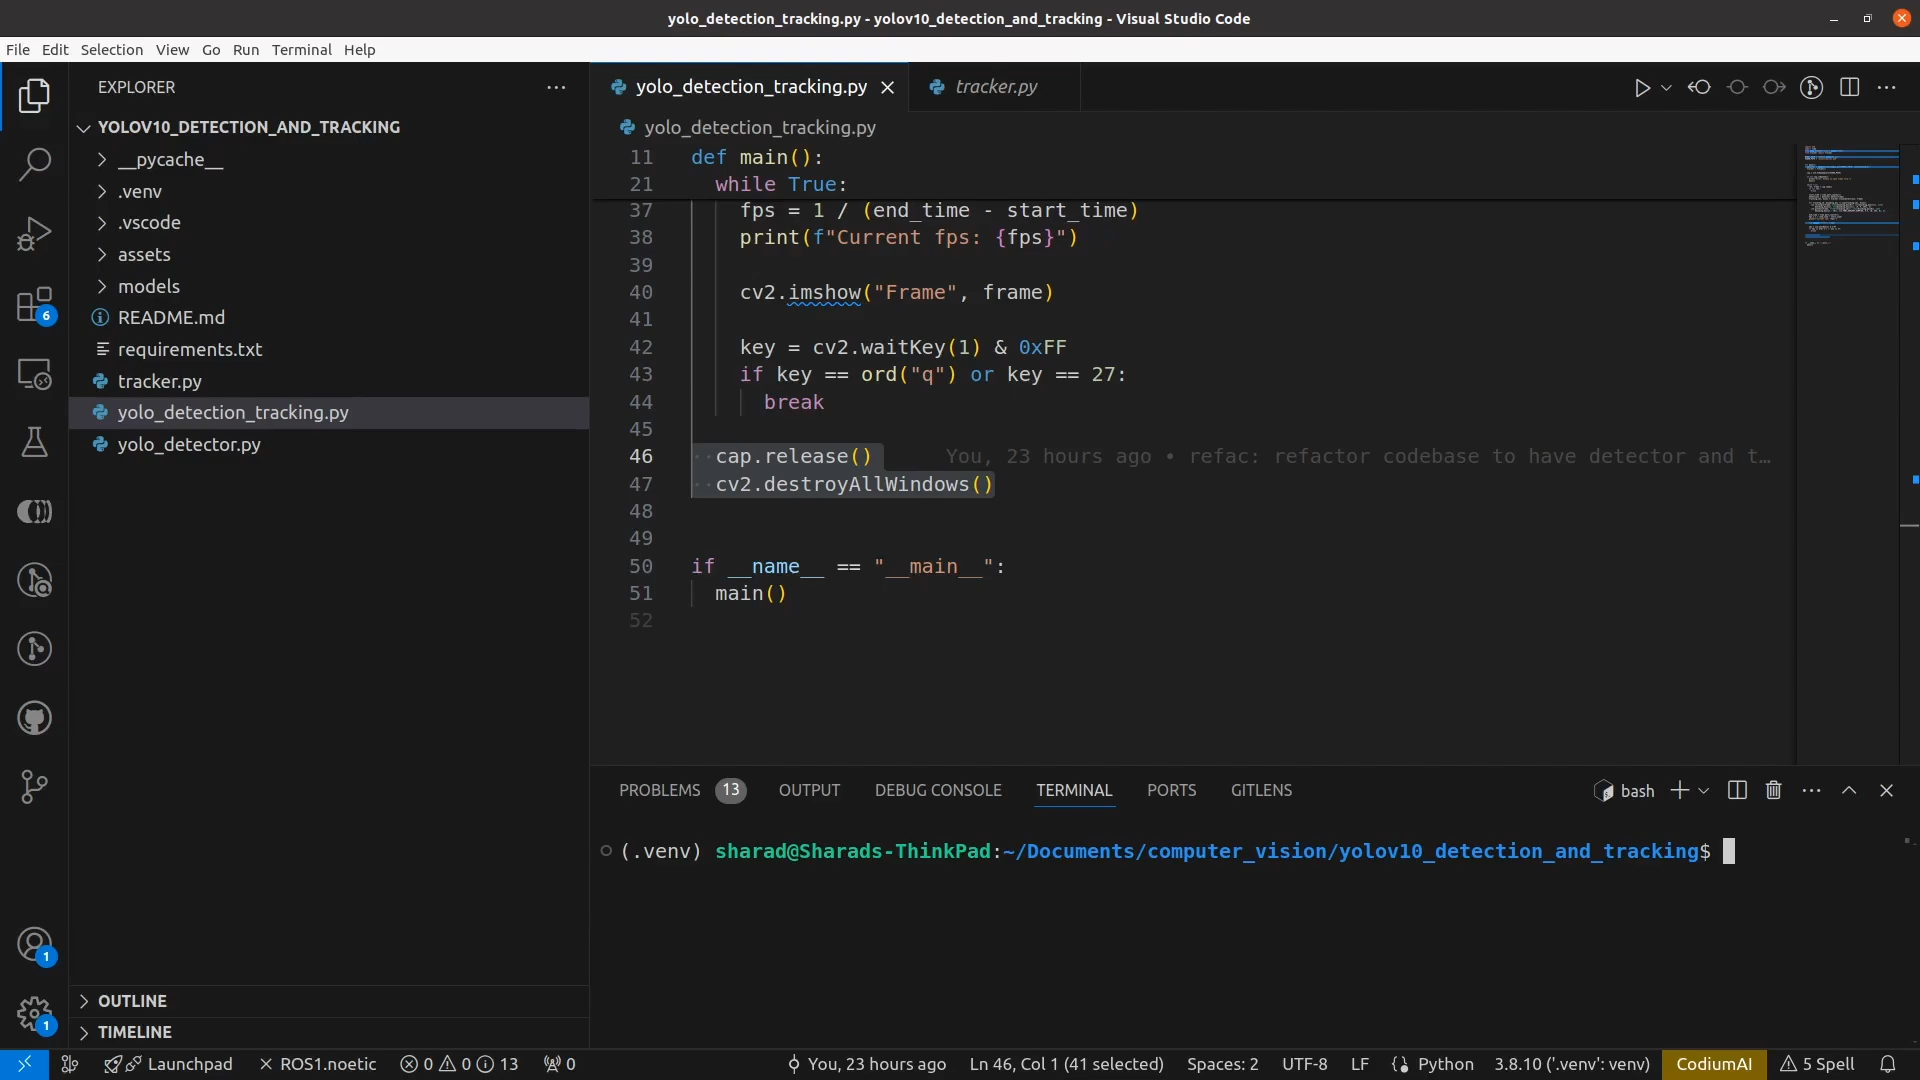 yolo_detection_tracking.py - yolov10_detection_and_tracking - Visual Studio Code
File Edit Selection View Go Run Terminal Help
EXPLORER
YOLOV10_DETECTION_AND_TRACKING
__pycache__
.venv
.vscode
assets
models
README.md
requirements.txt
tracker.py
yolo_detection_tracking.py
yolo_detector.py
OUTLINE
TIMELINE
6
1
1
yolo_detection_tracking.py tracker.py
yolo_detection_tracking.py
11 def main():
21 while True:
37 fps = 1 / (end_time - start_time)
38 print(f"Current fps: {fps}")
39
40 cv2.imshow("Frame", frame)
41
42 key = cv2.waitKey(1) & 0xFF
43 if key == ord("q") or key == 27:
44 break
45
46 cap.release() You, 23 hours ago • refac: refactor codebase to have detector and t…
47 cv2.destroyAllWindows()
48
49
50 if __name__ == "__main__":
51 main()
52
PROBLEMS 13 OUTPUT DEBUG CONSOLE TERMINAL PORTS GITLENS bash
(.venv) sharad@Sharads-ThinkPad:~/Documents/computer_vision/yolov10_detection_and_tracking$
Launchpad ROS1.noetic 0 0 13 0 You, 23 hours ago Ln 46, Col 1 (41 selected) Spaces: 2 UTF-8 LF Python 3.8.10 ('.venv': venv) CodiumAI 5 Spell